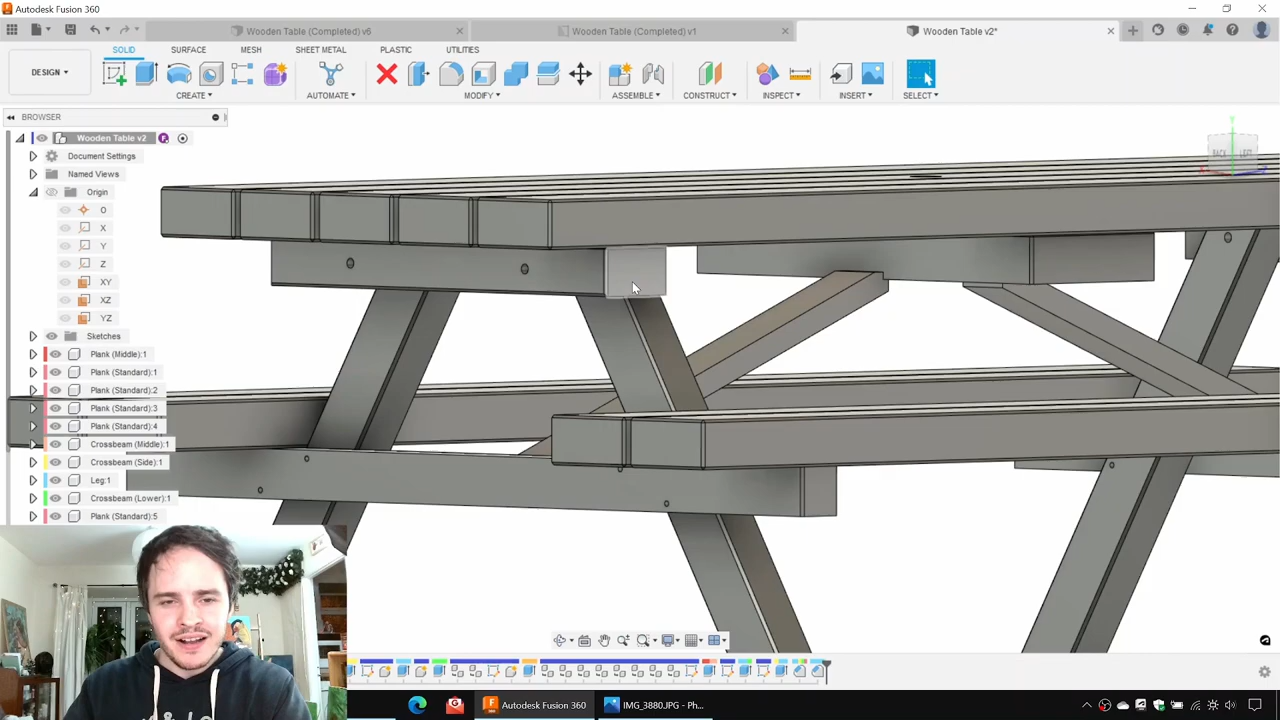 Autodesk Fusion 360
Wooden Table (Completed) v6
Wooden Table (Completed) v1
Wooden Table v2*
DESIGN
SOLID
SURFACE
MESH
SHEET METAL
PLASTIC
UTILITIES
CREATE
AUTOMATE
MODIFY
ASSEMBLE
CONSTRUCT
INSPECT
INSERT
SELECT
BROWSER
BACK
LEFT
Wooden Table v2
Document Settings
Named Views
Origin
O
X
Y
Z
XY
XZ
YZ
Sketches
Plank (Middle):1
Plank (Standard):1
Plank (Standard):2
Plank (Standard):3
Plank (Standard):4
Crossbeam (Middle):1
Crossbeam (Side):1
Leg:1
Crossbeam (Lower):1
Plank (Standard):5
Autodesk Fusion 360
IMG_3880.JPG - Ph...